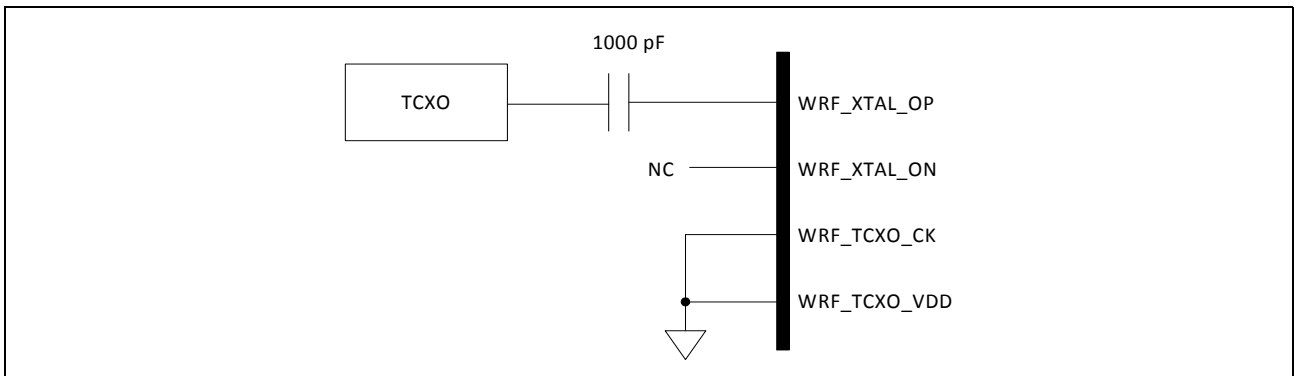 1000 pF
TCXO
WRF_XTAL_OP
NC
WRF_XTAL_ON
WRF_TCXO_CK
WRF_TCXO_VDD